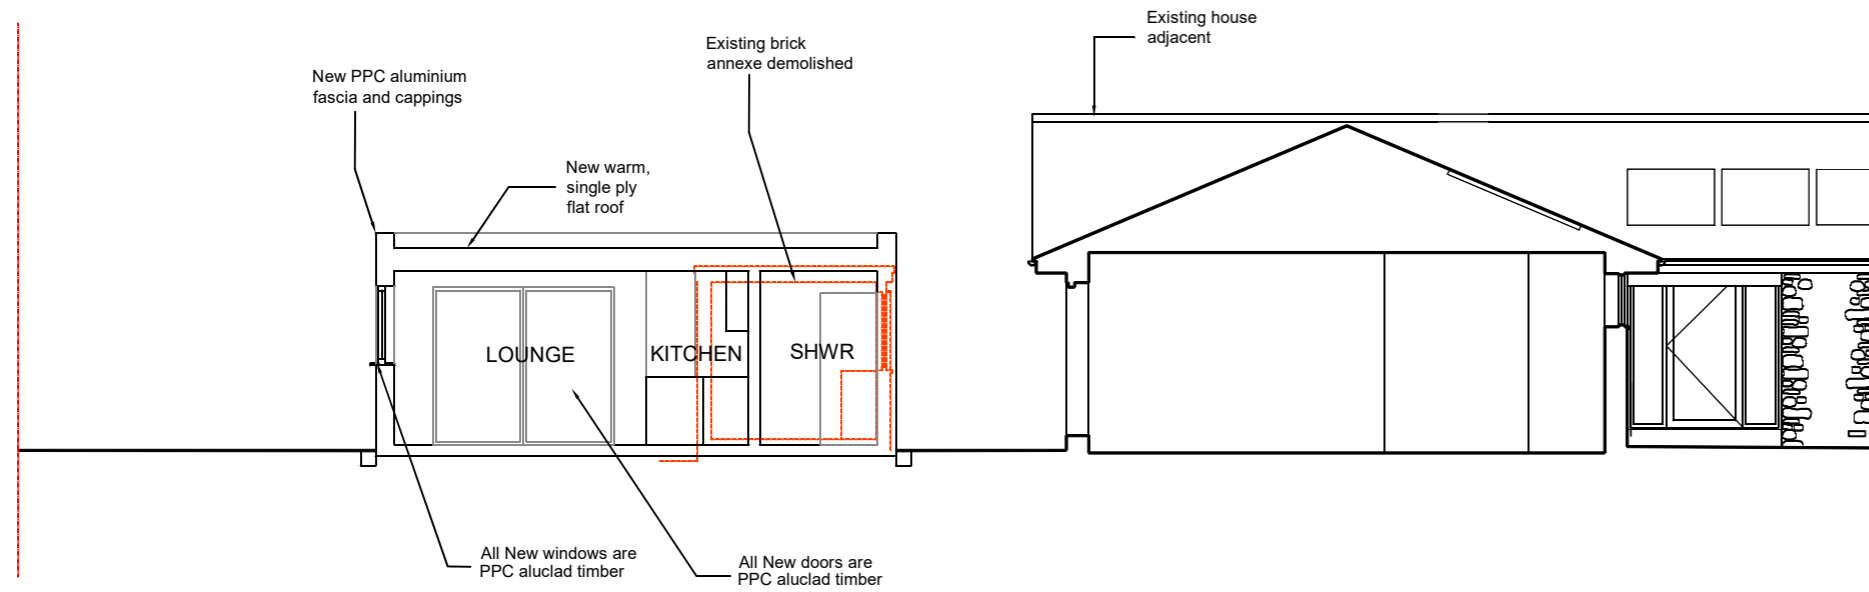 Existing house
adjacent
Existing brick
annexe demolished
New PPC aluminium
fascia and cappings
New warm,
single ply
flat roof
LOUNGE
KITCHEN
SHWR
All New windows are
PPC aluclad timber
All New doors are
PPC aluclad timber